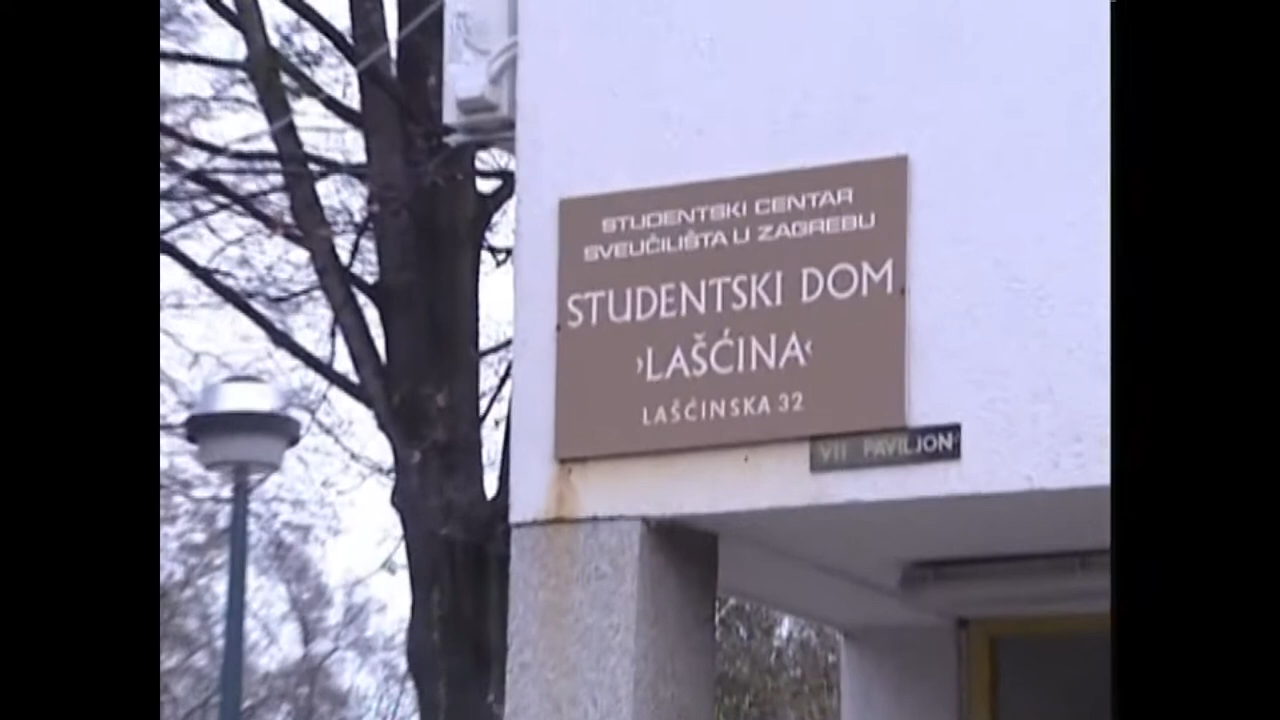 STUDENTSKI CENTAR
SVEUČILIŠTA U ZAGREBU
STUDENTSKI DOM
›LAŠĆINA‹
LAŠĆINSKA 32
VII PAVILJON